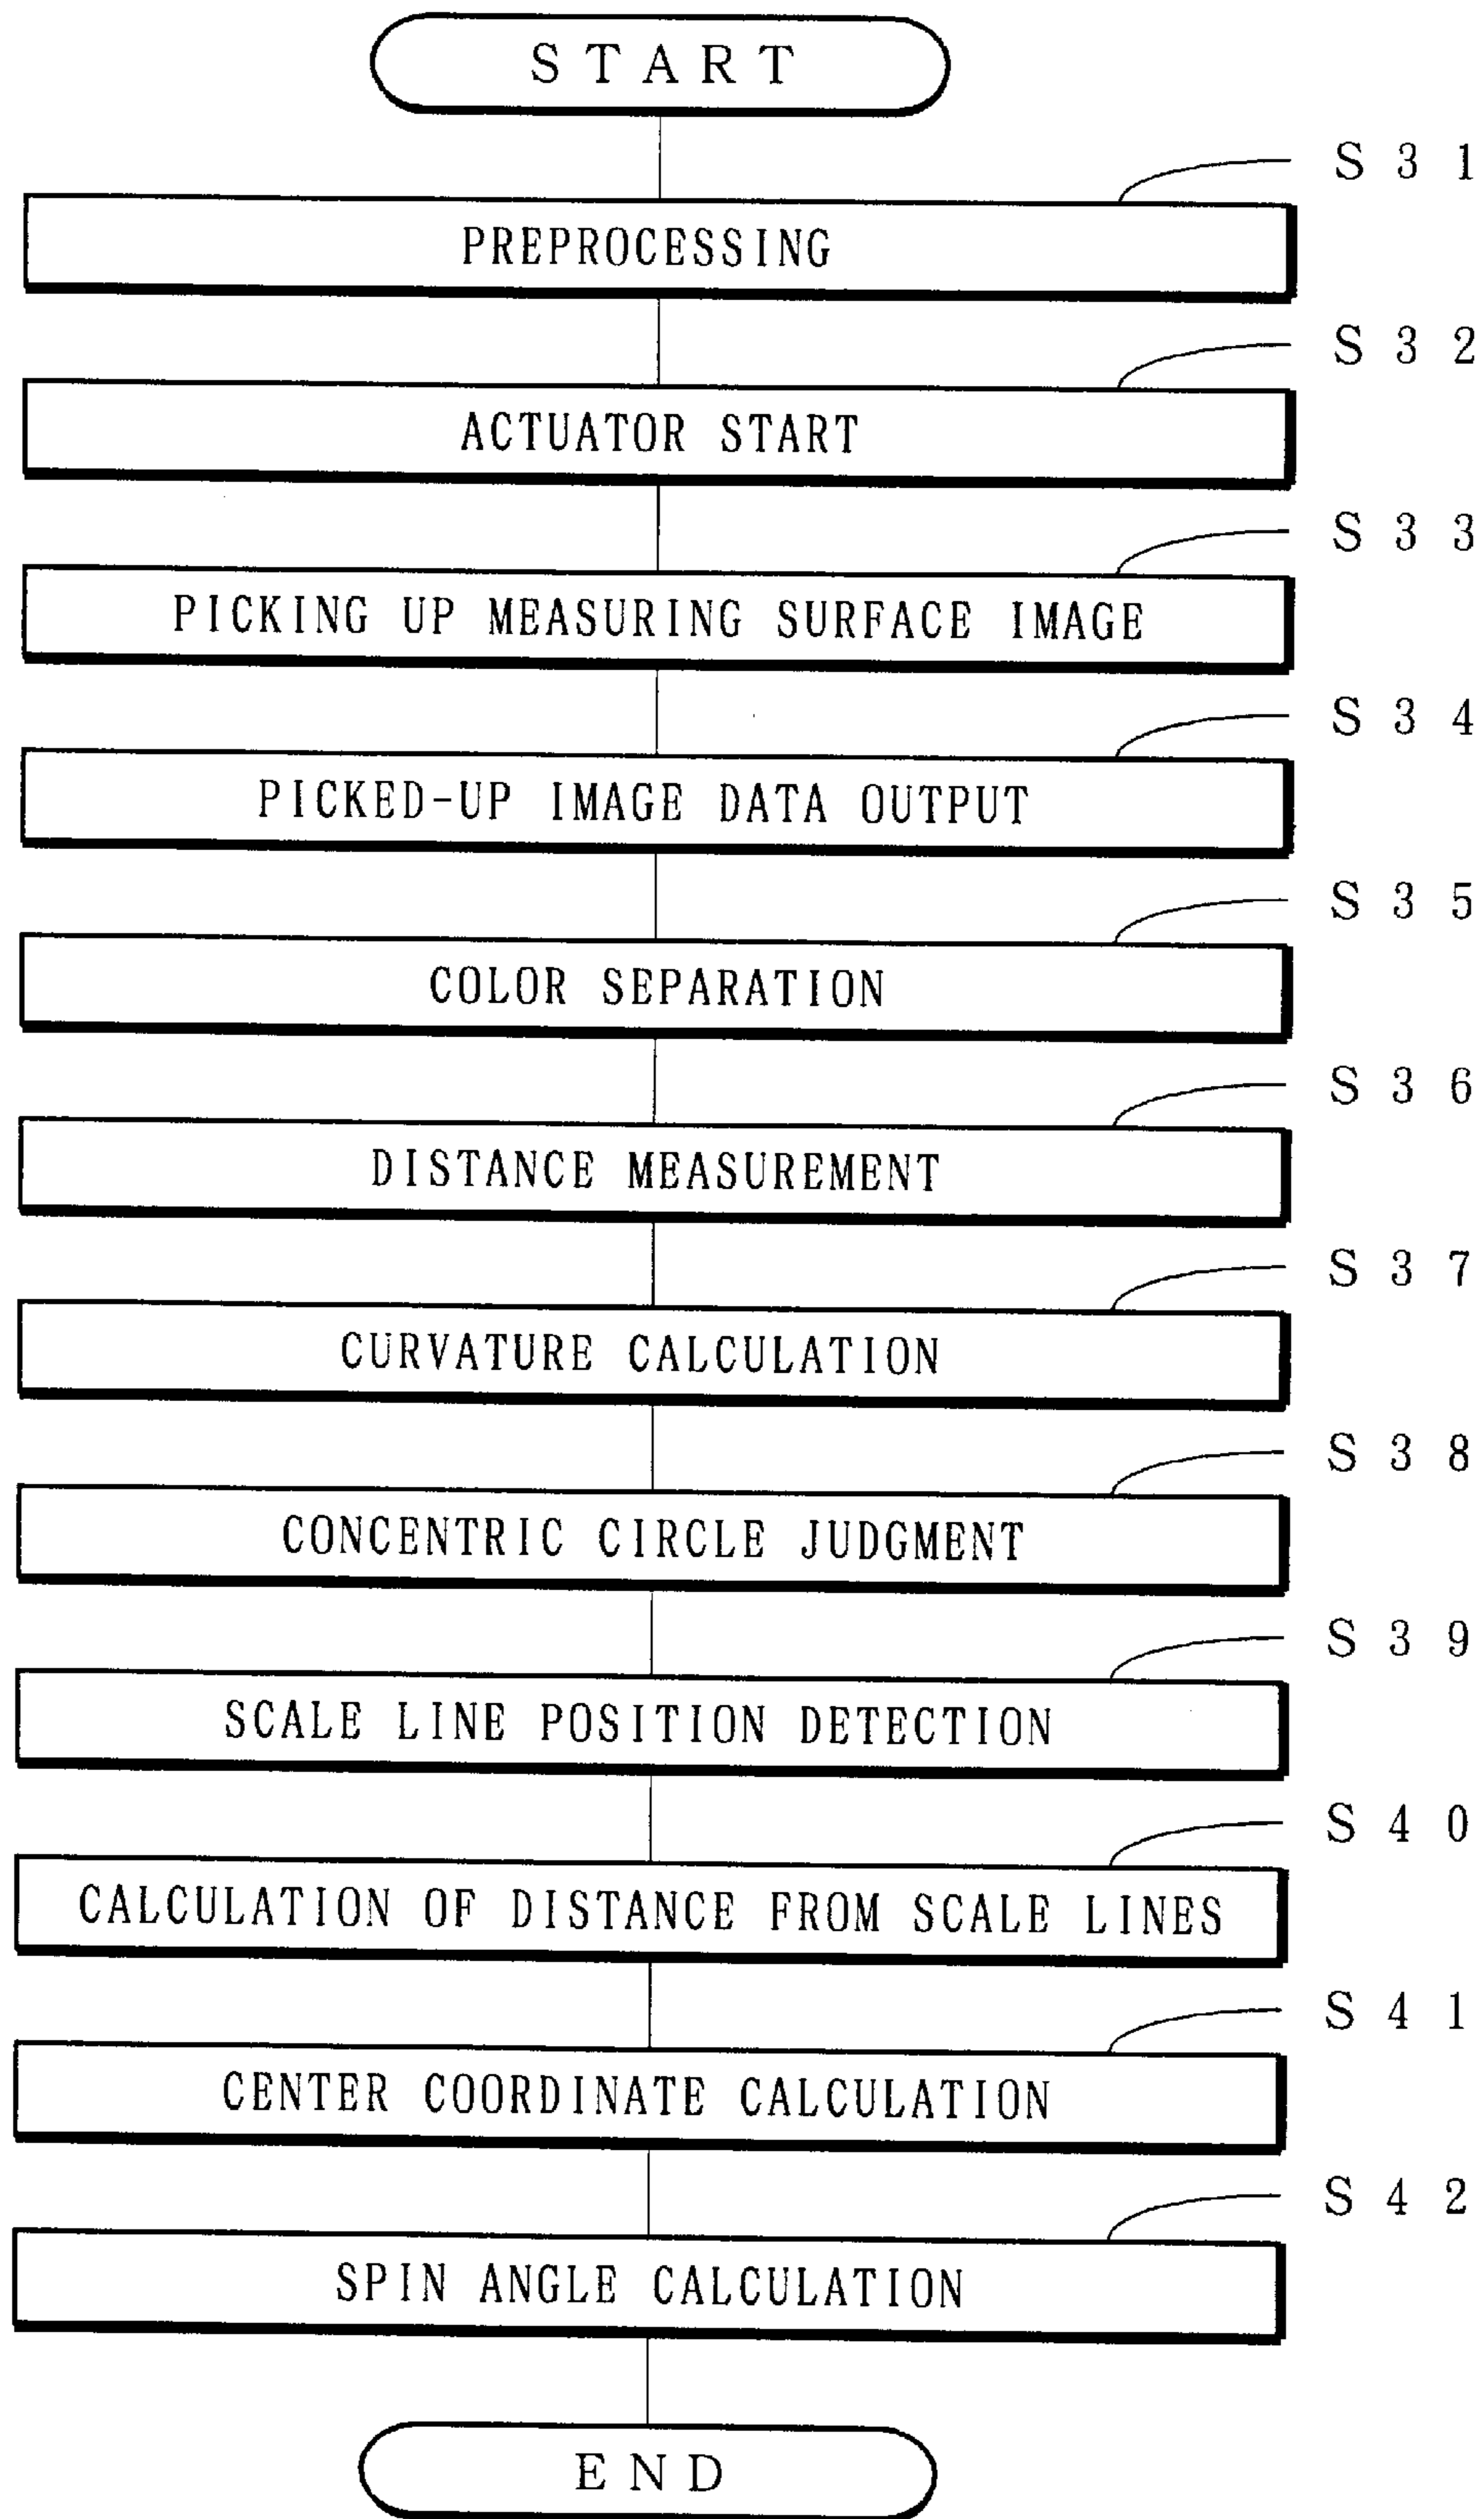 START
S31
PREPROCESSING
S32
ACTUATOR START
S33
PICKING UP MEASURING SURFACE IMAGE
S34
PICKED-UP IMAGE DATA OUTPUT
S35
COLOR SEPARATION
S36
DISTANCE MEASUREMENT
S37
CURVATURE CALCULATION
S38
CONCENTRIC CIRCLE JUDGMENT
S39
SCALE LINE POSITION DETECTION
S40
CALCULATION OF DISTANCE FROM SCALE LINES
S41
CENTER COORDINATE CALCULATION
S42
SPIN ANGLE CALCULATION
END